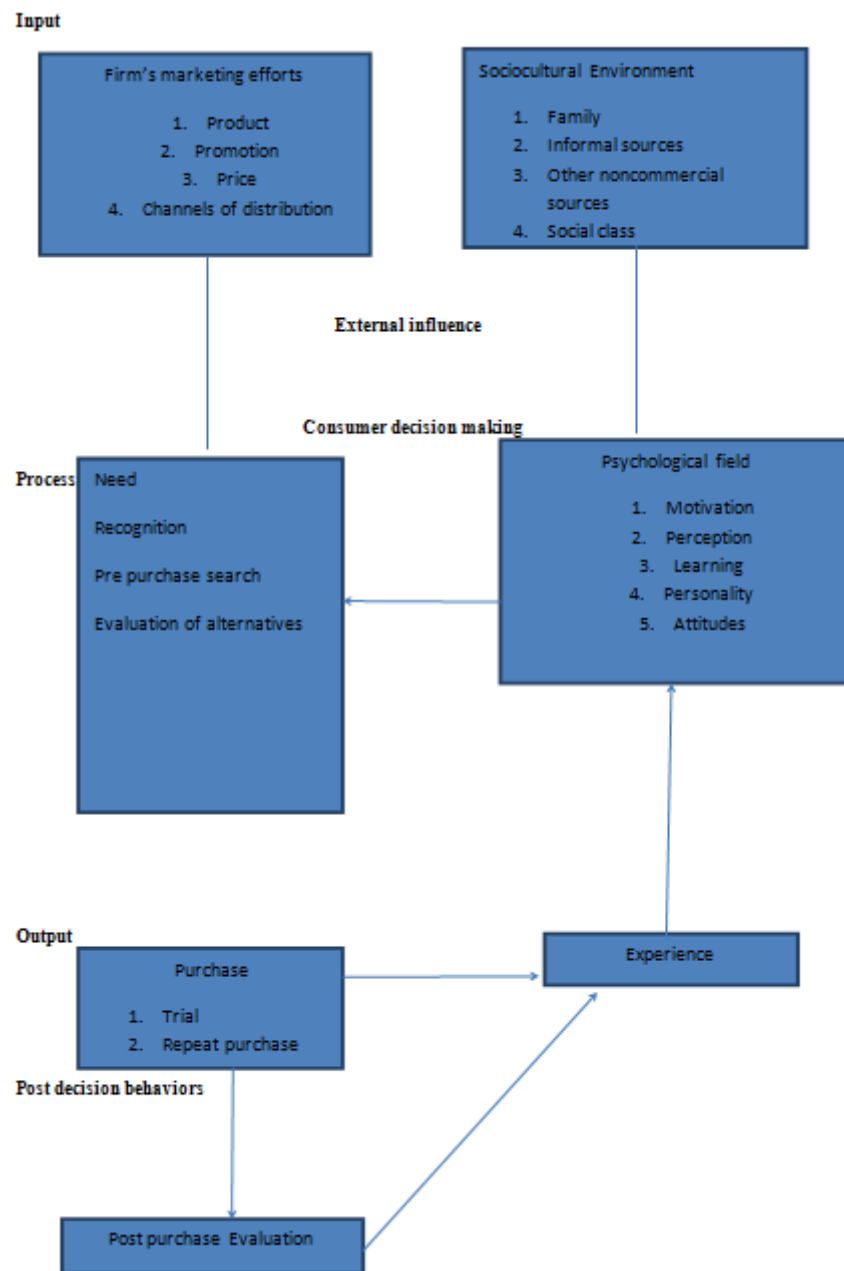 Input
Firm's marketing efforts
1. Product
2. Promotion
3. Price
4. Channels of distribution
Sociocultural Environment
1. Family
2. Informal sources
3. Other noncommercial
sources
4. Social class
External influence
Consumer decision making
Process
Need
Recognition
Pre purchase search
Evaluation of alternatives
Psychological field
1. Motivation
2. Perception
3. Learning
4. Personality
5. Attitudes
Output
Purchase
1. Trial
2. Repeat purchase
Experience
Post decision behaviors
Post purchase Evaluation